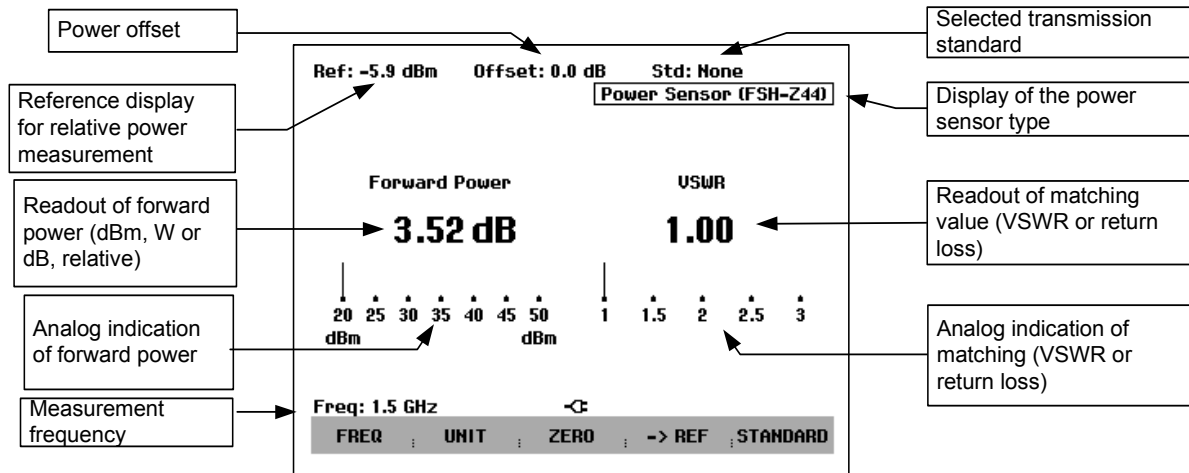 Power offset
Selected transmission
standard
Ref: -5.9 dBm Offset: 0.0 dB Std: None
Power Sensor (FSH-Z44)
Reference display
for relative power
measurement
Display of the power
sensor type
Forward Power
VSWR
Readout of forward
power (dBm, W or
dB, relative)
3.52 dB
1.00
Readout of matching
value (VSWR or return
loss)
20 25 30 35 40 45 50
dBm dBm
1 1.5 2 2.5 3
Analog indication
of forward power
Analog indication of
matching (VSWR or
return loss)
Measurement
frequency
Freq: 1.5 GHz
FREQ UNIT ZERO -> REF STANDARD